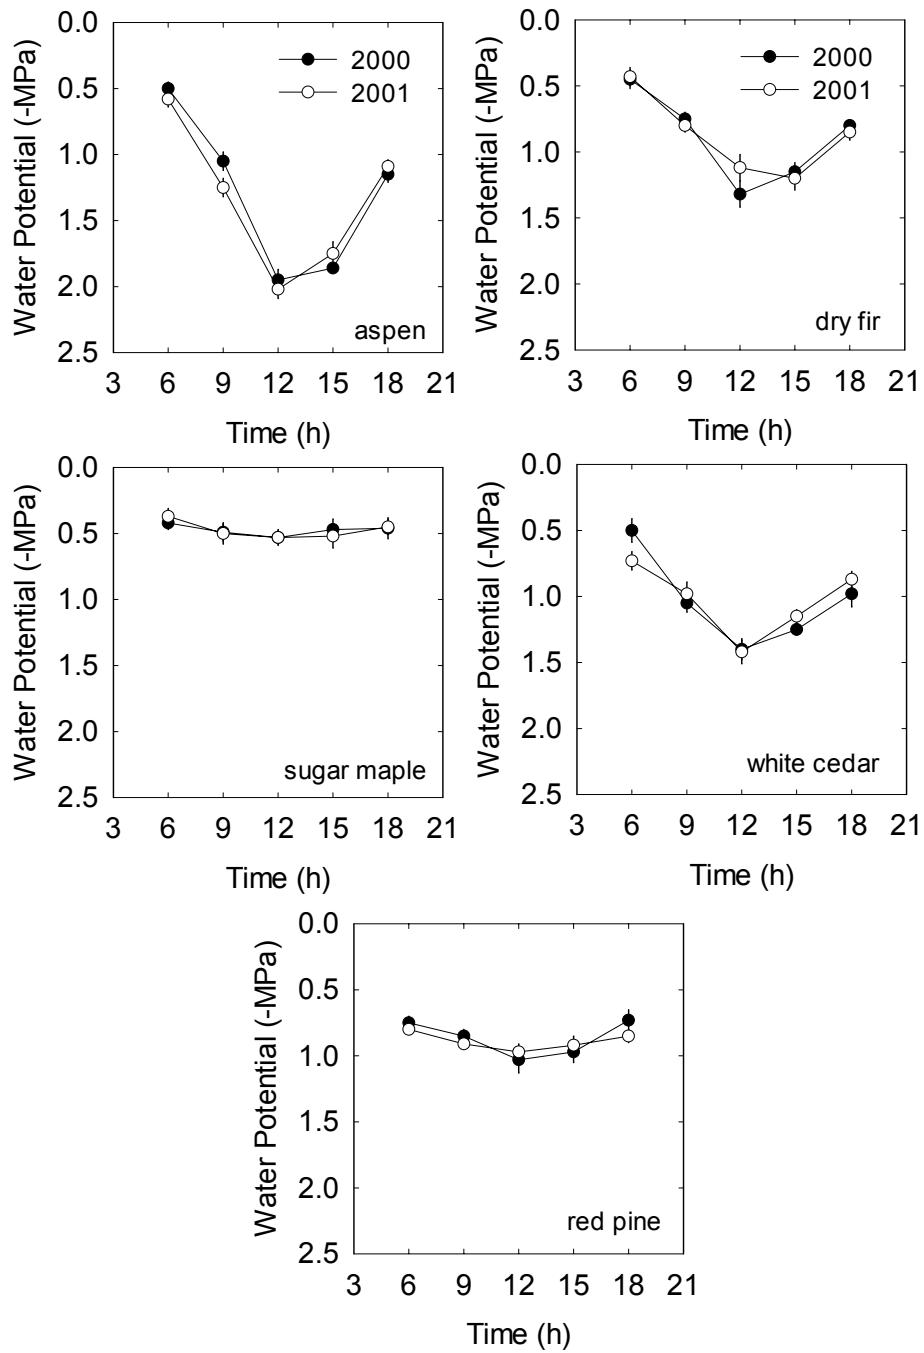 Water Potential (-MPa)
0.0
0.5
1.0
1.5
2.0
2.5
2000
2001
aspen
3 6 9 12 15 18 21
Time (h)
Water Potential (-MPa)
0.0
0.5
1.0
1.5
2.0
2.5
2000
2001
dry fir
3 6 9 12 15 18 21
Time (h)
Water Potential (-MPa)
0.0
0.5
1.0
1.5
2.0
2.5
sugar maple
3 6 9 12 15 18 21
Time (h)
Water Potential (-MPa)
0.0
0.5
1.0
1.5
2.0
2.5
white cedar
3 6 9 12 15 18 21
Time (h)
Water Potential (-MPa)
0.0
0.5
1.0
1.5
2.0
2.5
red pine
3 6 9 12 15 18 21
Time (h)